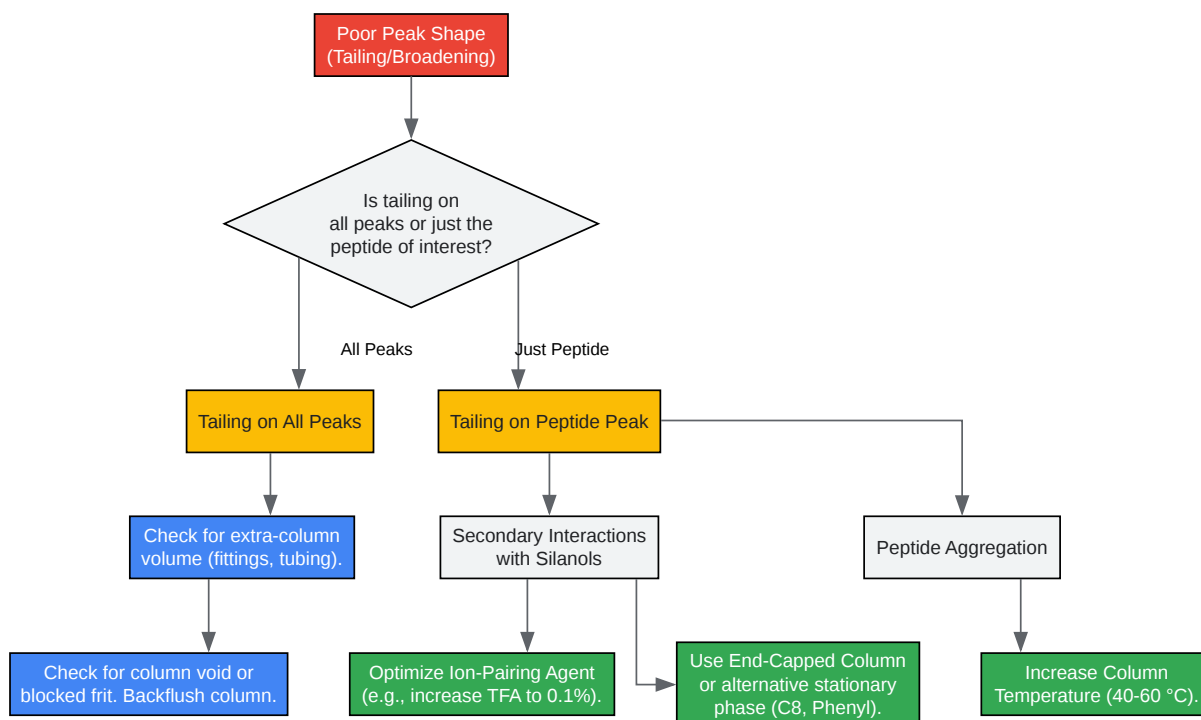 Poor Peak Shape
(Tailing/Broadening)
Is tailing on
all peaks or just the
peptide of interest?
All Peaks
Just Peptide
Tailing on All Peaks
Tailing on Peptide Peak
Check for extra-column
volume (fittings, tubing).
Secondary Interactions
with Silanols
Peptide Aggregation
Check for column void or
blocked frit. Backflush column.
Optimize Ion-Pairing Agent
(e.g., increase TFA to 0.1%).
Use End-Capped Column
or alternative stationary
phase (C8, Phenyl).
Increase Column
Temperature (40-60 °C).